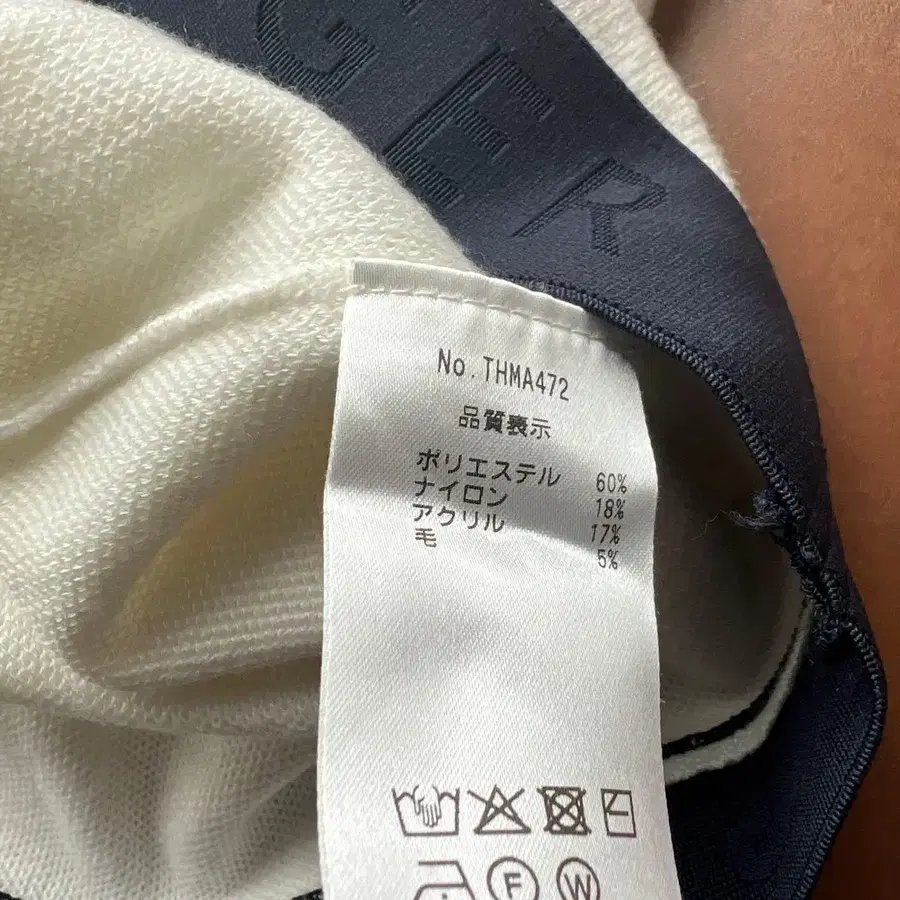 GER
No.THMA472
品質表示
ポリエステル 60%
ナイロン 18%
アクリル 17%
毛 5%
F W